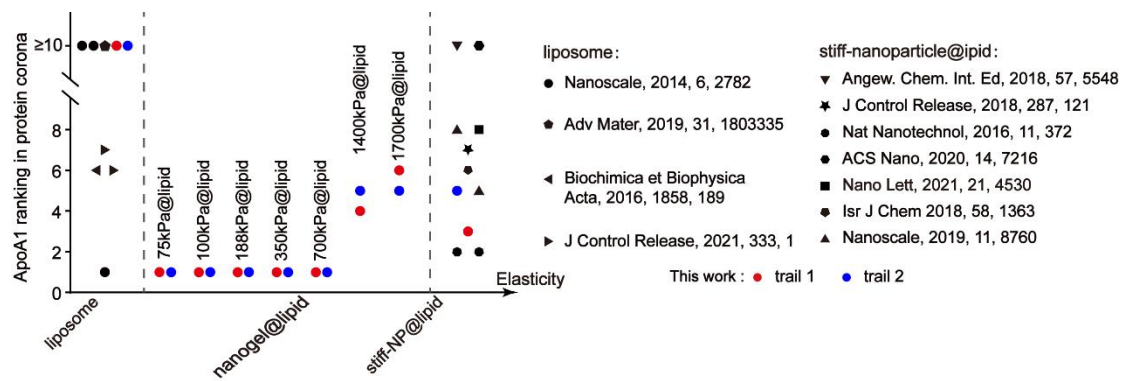 ApoA1 ranking in protein corona
≥10
8
6
4
2
0
75kPa@lipid
100kPa@lipid
188kPa@lipid
350kPa@lipid
700kPa@lipid
1400kPa@lipid
1700kPa@lipid
Elasticity
liposome
nanogel@lipid
stiff-NP@lipid
liposome:
Nanoscale, 2014, 6, 2782
Adv Mater, 2019, 31, 1803335
Biochimica et Biophysica
Acta, 2016, 1858, 189
J Control Release, 2021, 333, 1
stiff-nanoparticle@ipid:
Angew. Chem. Int. Ed, 2018, 57, 5548
J Control Release, 2018, 287, 121
Nat Nanotechnol, 2016, 11, 372
ACS Nano, 2020, 14, 7216
Nano Lett, 2021, 21, 4530
Isr J Chem 2018, 58, 1363
Nanoscale, 2019, 11, 8760
This work : trail 1 trail 2